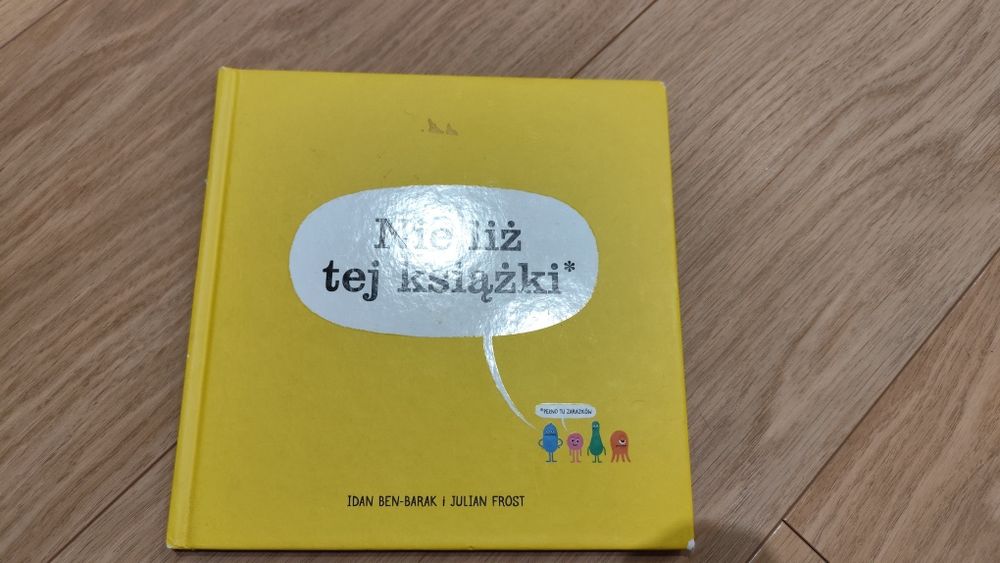 Nie liż
tej książki*
*PEŁNO TU ZARAZKÓW
IDAN BEN-BARAK i JULIAN FROST